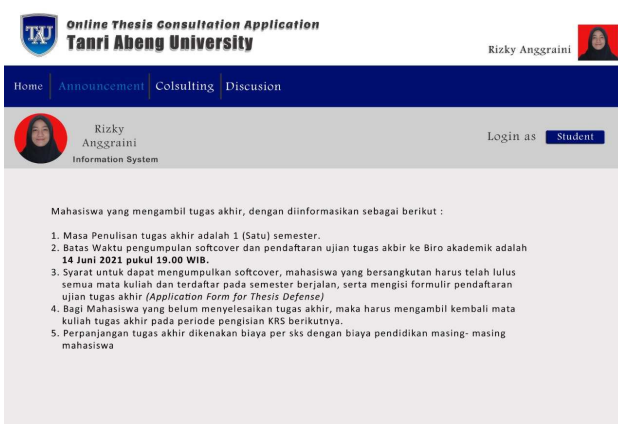 TAU
Online Thesis Consultation Application
Tanri Abeng University
Rizky Anggraini
Home Announcement Colsulting Discusion
Rizky
Anggraini
Information System
Login as Student
Mahasiswa yang mengambil tugas akhir, dengan diinformasikan sebagai berikut :
1. Masa Penulisan tugas akhir adalah 1 (Satu) semester.
2. Batas Waktu pengumpulan softcover dan pendaftaran ujian tugas akbir ke Biro akademik adalah
14 Juni 2021 pukul 19.00 WIB.
3. Syarat untuk dapat mengumpulkan softcover, mahasiswa yang bersangkutan harus telah lulus
semua mata kuliah dan terdaftar pada semester berjalan, serta mengisi formulir pendaftaran
ujian tugas akhir (Application Form for Thesis Defense)
4. Bagi Mahasiswa yang belum menyelesaikan tugas akhir, maka harus mengambil kembali mata
kuliah tugas akhir pada periode pengisian KRS berikutnya.
5. Perpanjangan tugas akhir dikenakan biaya per sks dengan biaya pendidikan masing- masing
mahasiswa